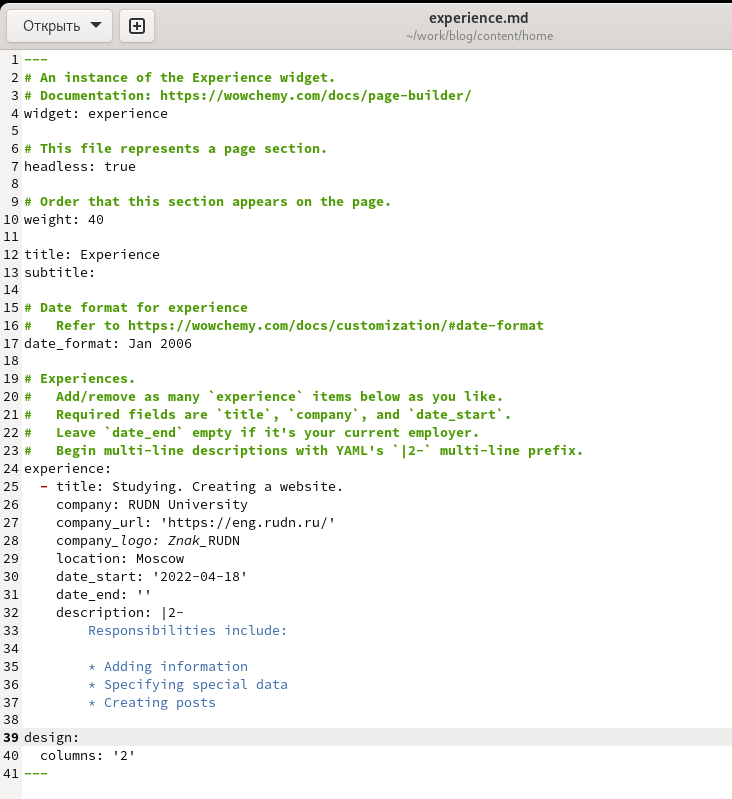 Открыть
experience.md
~/work/blog/content/home
1 ---
2 # An instance of the Experience widget.
3 # Documentation: https://wowchemy.com/docs/page-builder/
4 widget: experience
5
6 # This file represents a page section.
7 headless: true
8
9 # Order that this section appears on the page.
10 weight: 40
11
12 title: Experience
13 subtitle:
14
15 # Date format for experience
16 #   Refer to https://wowchemy.com/docs/customization/#date-format
17 date_format: Jan 2006
18
19 # Experiences.
20 #   Add/remove as many `experience` items below as you like.
21 #   Required fields are `title`, `company`, and `date_start`.
22 #   Leave `date_end` empty if it's your current employer.
23 #   Begin multi-line descriptions with YAML's `|2-` multi-line prefix.
24 experience:
25   - title: Studying. Creating a website.
26     company: RUDN University
27     company_url: 'https://eng.rudn.ru/'
28     company_logo: Znak_RUDN
29     location: Moscow
30     date_start: '2022-04-18'
31     date_end: ''
32     description: |2-
33         Responsibilities include:
34
35         * Adding information
36         * Specifying special data
37         * Creating posts
38
39 design:
40   columns: '2'
41 ---